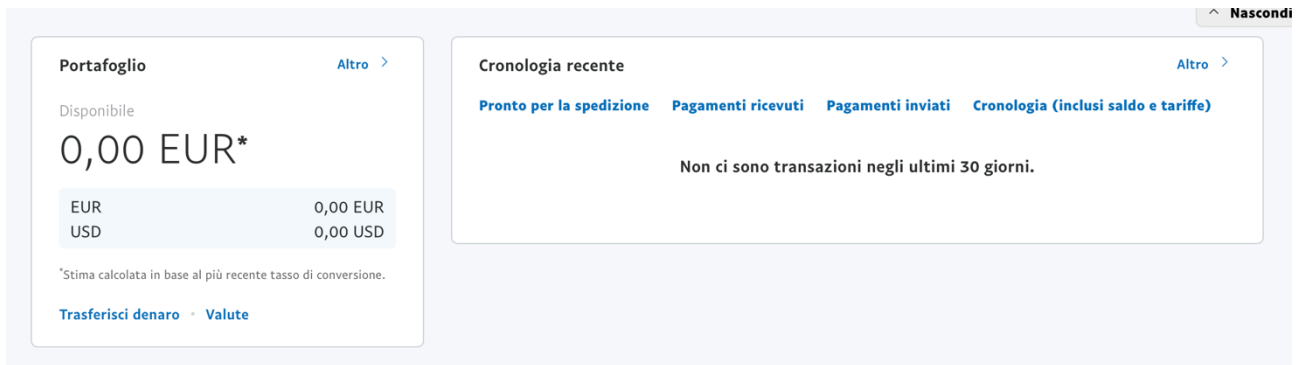 Nascondi
Portafoglio
Altro
Disponibile
0,00 EUR*
EUR 0,00 EUR
USD 0,00 USD
*Stima calcolata in base al più recente tasso di conversione.
Trasferisci denaro • Valute
Cronologia recente
Altro
Pronto per la spedizione Pagamenti ricevuti Pagamenti inviati Cronologia (inclusi saldo e tariffe)
Non ci sono transazioni negli ultimi 30 giorni.